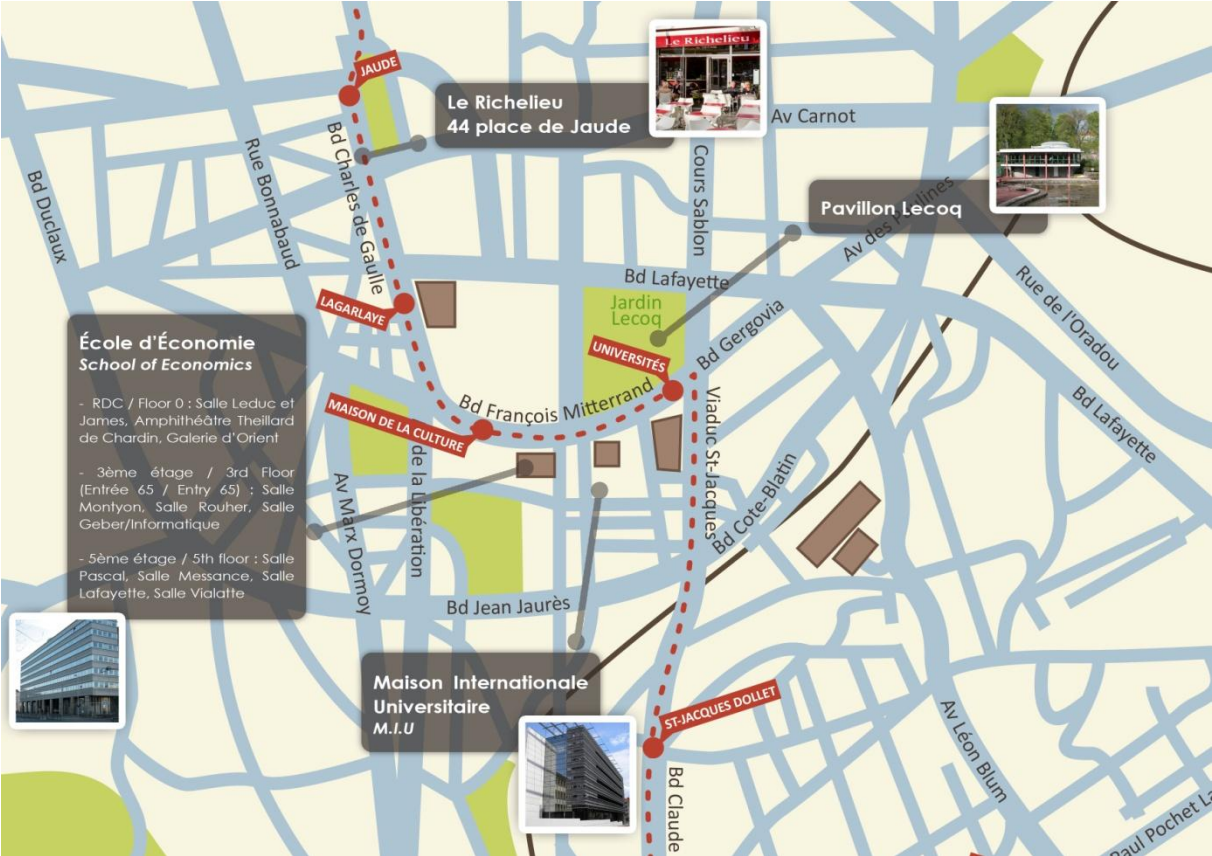 JAUDE
Le Richelieu
Le Richelieu
44 place de Jaude
Av Carnot
Bd Charles de Gaulle
Rue Bonnabaud
Bd Duclaux
Cours Sablon
Pavillon Lecoq
Av des Paulines
Bd Lafayette
Jardin
Lecoq
Rue de l'Oradou
LAGARLAYE
UNIVERSITÉS
Bd Gergovia
École d'Économie
School of Economics
- RDC / Floor 0 : Salle Leduc et
James, Amphithéâtre Theillard
de Chardin, Galerie d'Orient
- 3ème étage / 3rd Floor
(Entrée 65 / Entry 65) : Salle
Montyon, Salle Rouher, Salle
Geber/Informatique
- 5ème étage / 5th floor : Salle
Pascal, Salle Messance, Salle
Lafayette, Salle Vialatte
MAISON DE LA CULTURE
Bd François Mitterrand
Viaduc St-Jacques
Bd Lafayette
de la Libération
Av Marx Dormoy
Bd Cote-Blatin
Bd Jean Jaurès
Maison Internationale
Universitaire
M.I.U
ST-JACQUES DOLLET
Bd Claude
Av Léon Blum
Paul Pochet La